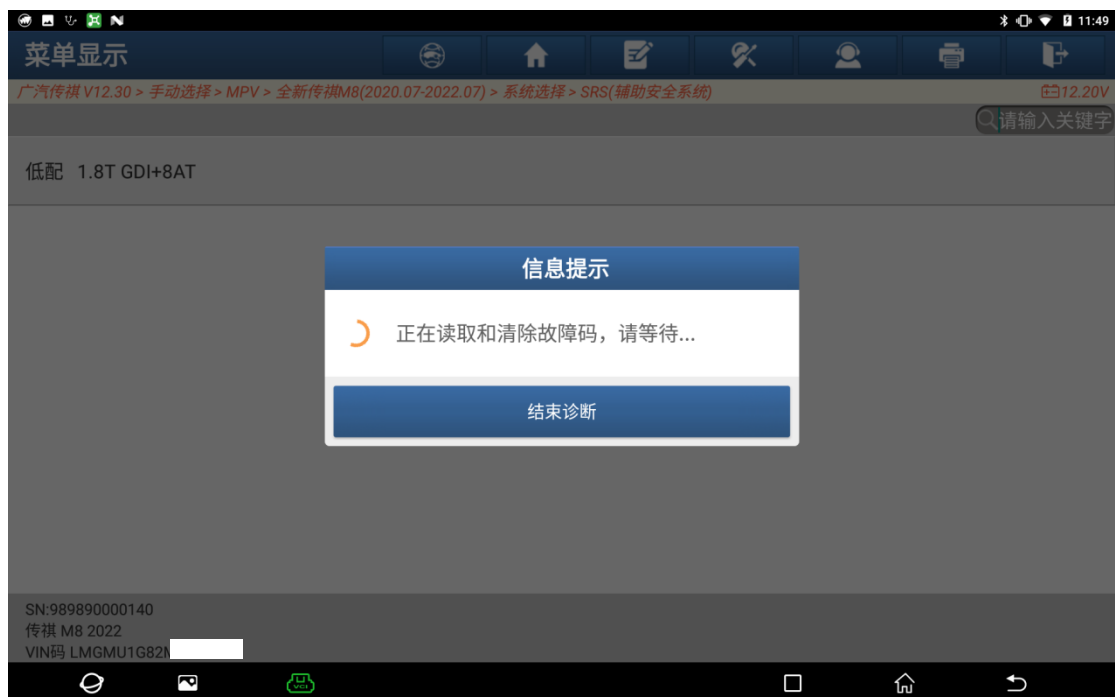 11:49
菜单显示
广汽传祺 V12.30 > 手动选择 > MPV > 全新传祺M8(2020.07-2022.07) > 系统选择 > SRS(辅助安全系统)
12.20V
请输入关键字
低配 1.8T GDI+8AT
信息提示
正在读取和清除故障码，请等待...
结束诊断
SN:989890000140
传祺 M8 2022
VIN码 LMGMU1G82
VCI